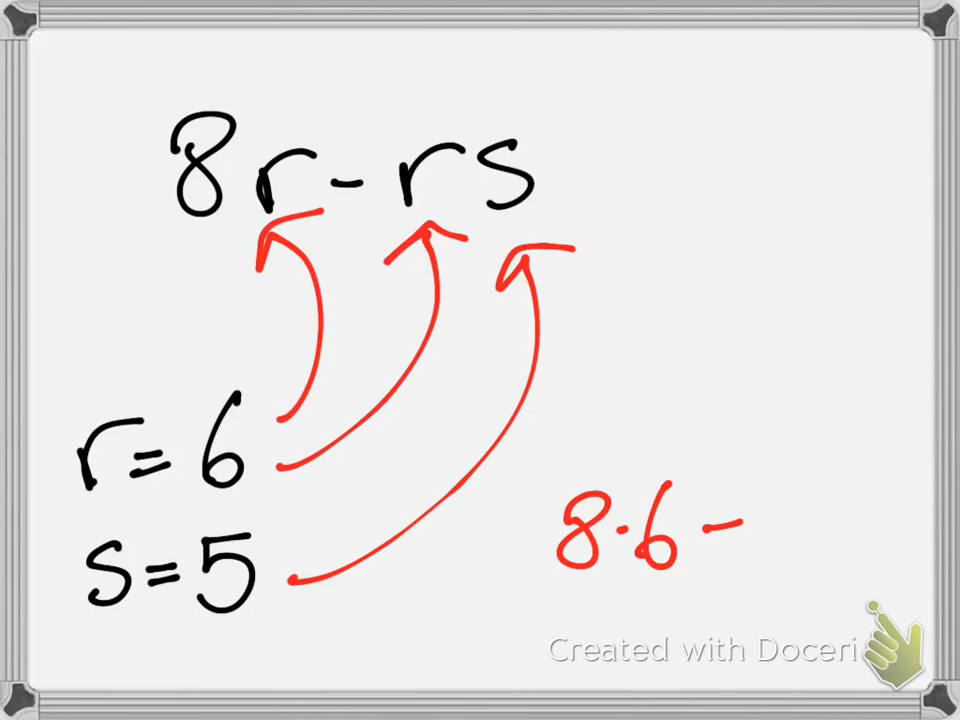 8r - rs
r = 6
s = 5
8·6 -
Created with Doceri